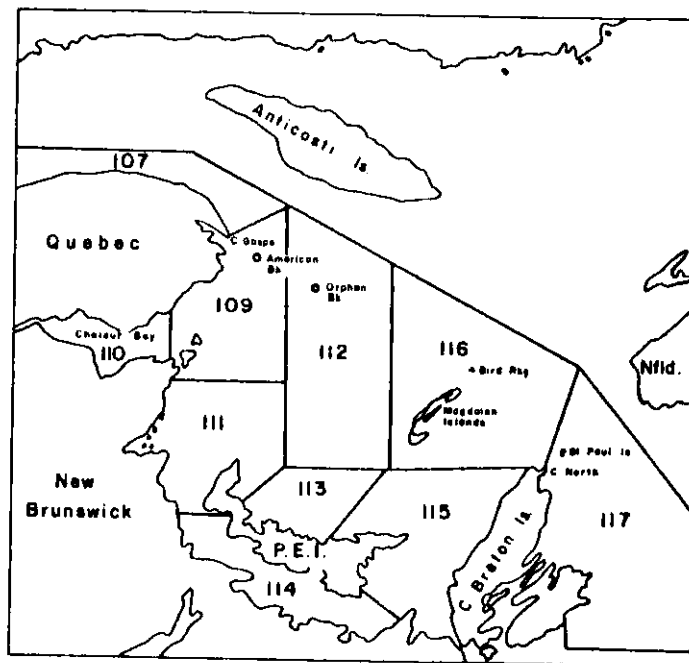 Anticosti Is.
107
C Gaspe
Quebec
American
Bk
Orphan
Bk
109
Chaleur Bay
110
112
116
Bird Rks
Nfld.
Magdalen
Islands
111
St Paul Is
C North
New
Brunswick
113
115
117
P.E.I.
C Breton Is.
114